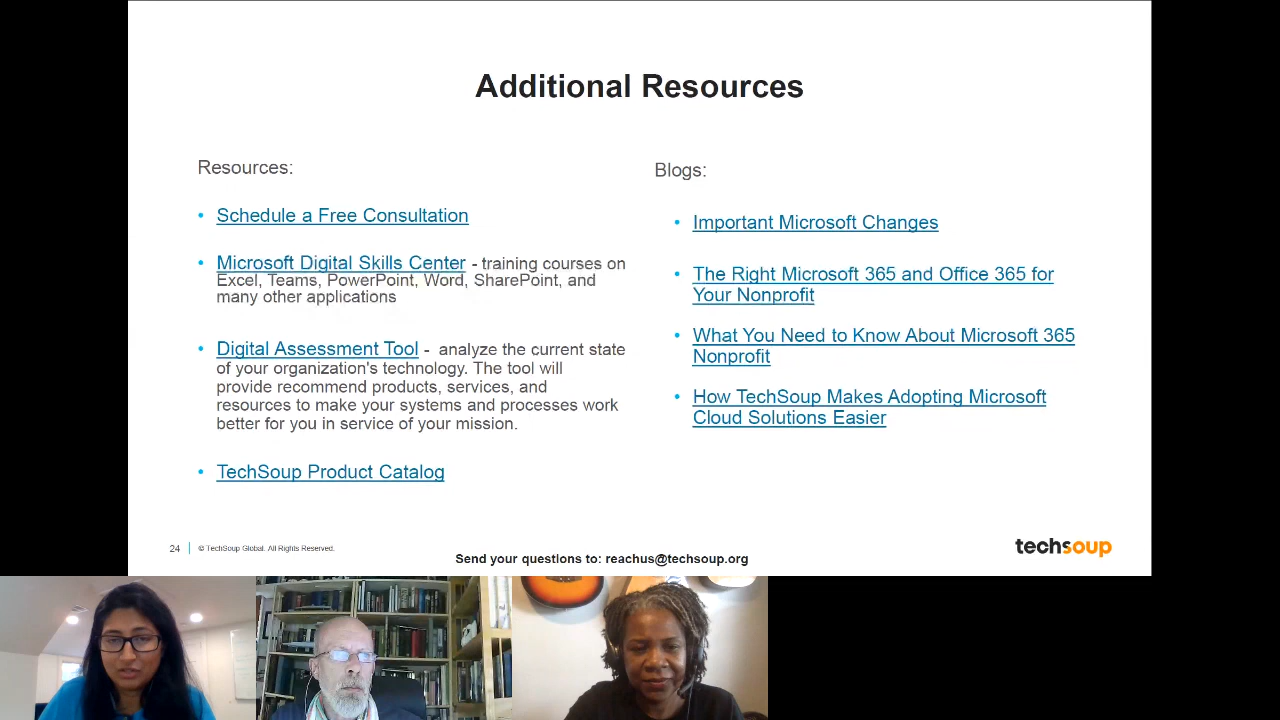 Additional Resources
Resources:
• Schedule a Free Consultation
• Microsoft Digital Skills Center - training courses on
Excel, Teams, PowerPoint, Word, SharePoint, and
many other applications
• Digital Assessment Tool - analyze the current state
of your organization's technology. The tool will
provide recommend products, services, and
resources to make your systems and processes work
better for you in service of your mission.
• TechSoup Product Catalog
Blogs:
• Important Microsoft Changes
• The Right Microsoft 365 and Office 365 for
Your Nonprofit
• What You Need to Know About Microsoft 365
Nonprofit
• How TechSoup Makes Adopting Microsoft
Cloud Solutions Easier
24 | © TechSoup Global. All Rights Reserved.
Send your questions to: reachus@techsoup.org
techsoup